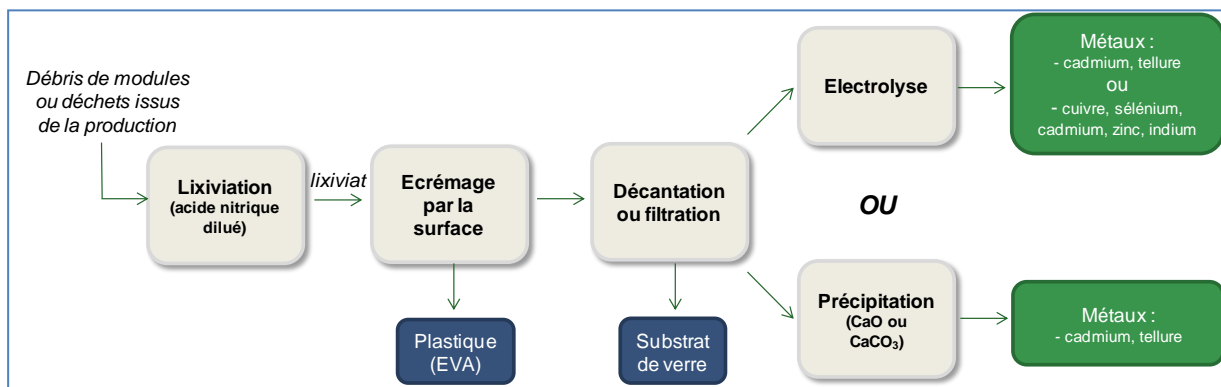 Débris de modules
ou déchets issus
de la production
Lixiviation
(acide nitrique
dilué)
lixiviat
Ecrémage
par la
surface
Plastique
(EVA)
Décantation
ou filtration
Substrat
de verre
Electrolyse
Métaux :
- cadmium, tellure
ou
- cuivre, sélénium,
cadmium, zinc, indium
OU
Précipitation
(CaO ou
CaCO₃)
Métaux :
- cadmium, tellure